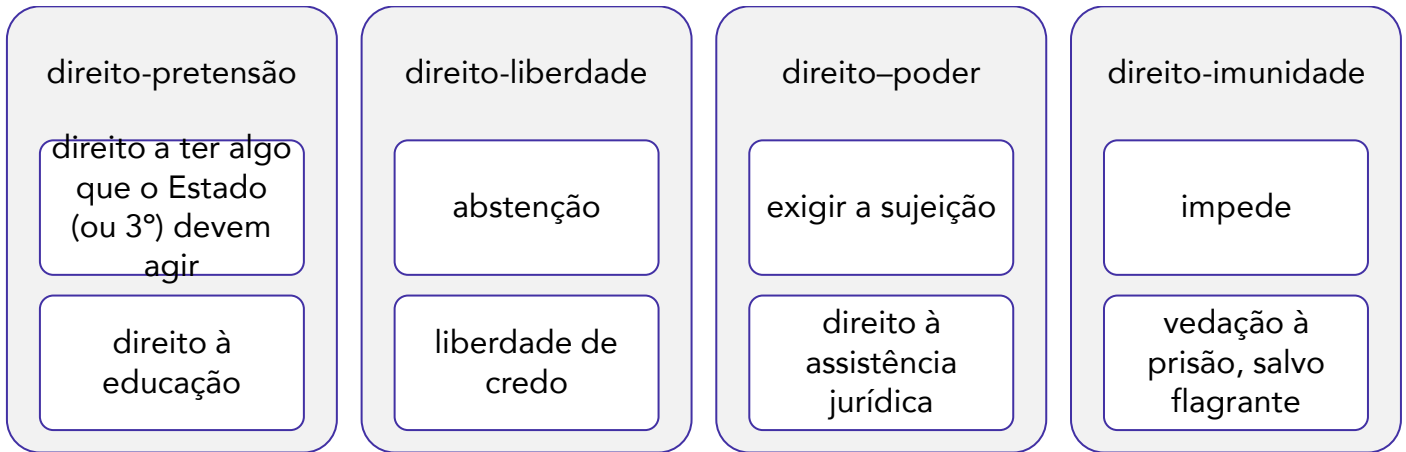 direito-pretensão
direito a ter algo
que o Estado
(ou 3º) devem
agir
direito à
educação
direito-liberdade
abstenção
liberdade de
credo
direito–poder
exigir a sujeição
direito à
assistência
jurídica
direito-imunidade
impede
vedação à
prisão, salvo
flagrante